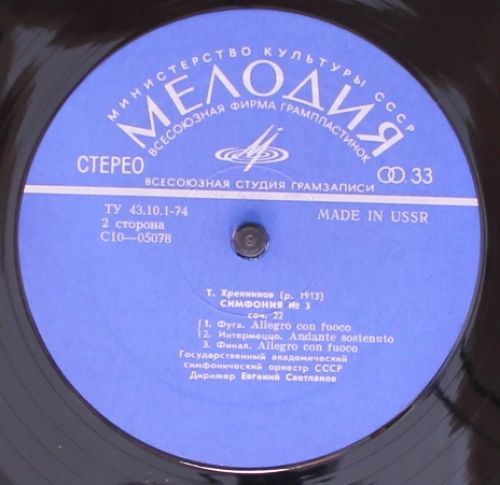 МИНИСТЕРСТВО КУЛЬТУРЫ СССР
МЕЛОДИЯ
ВСЕСОЮЗНАЯ ФИРМА ГРАМПЛАСТИНОК
СТЕРЕО
33
ВСЕСОЮЗНАЯ СТУДИЯ ГРАМЗАПИСИ
ТУ 43.10.1-74
MADE IN USSR
2 сторона
С10—05078
Т. Хренников (р. 1913)
СИМФОНИЯ № 3
соч. 22
1. Фуга. Allegro con fuoco
2. Интермеццо. Andante sostenuto
3. Финал. Allegro con fuoco
Государственный академический
симфонический оркестр СССР
Дирижер Евгений Светланов